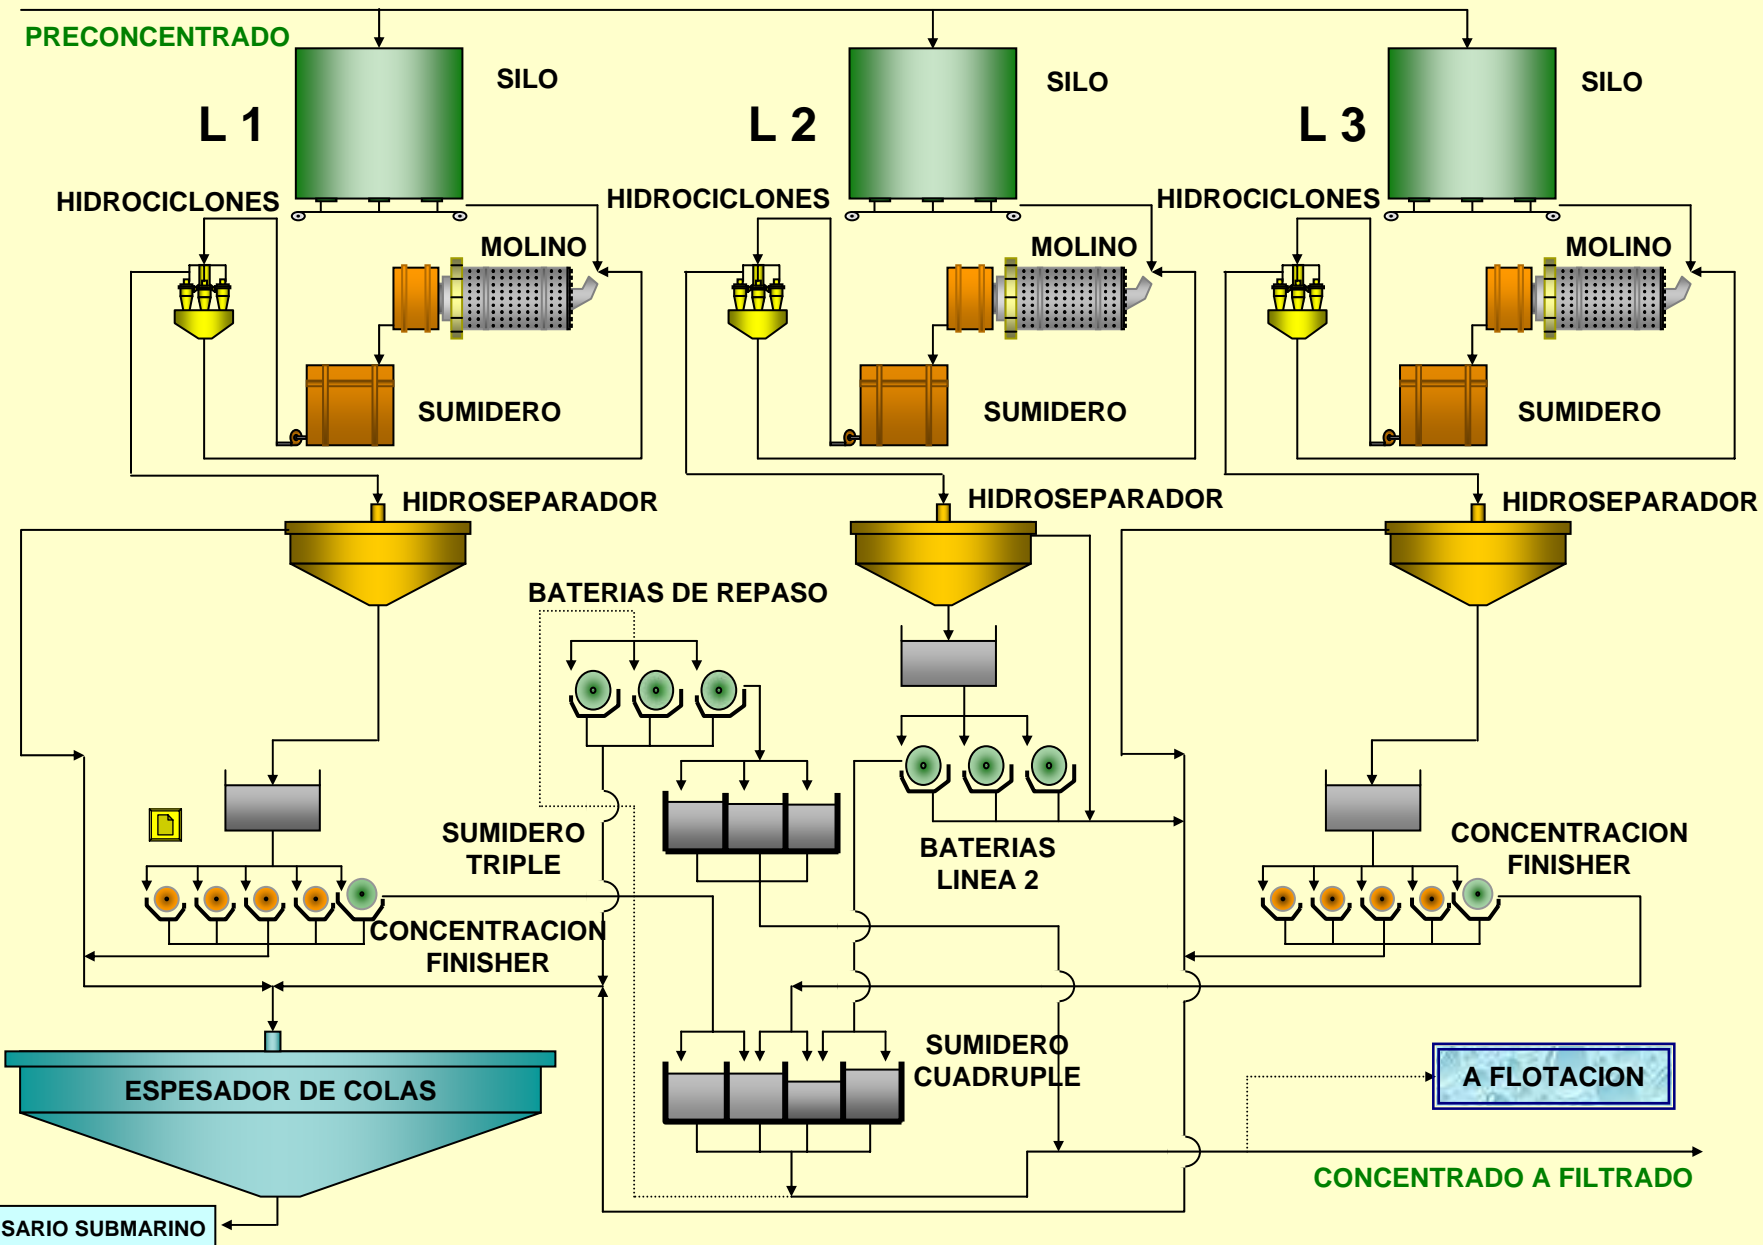 PRECONCENTRADO
SILO
SILO
SILO
L 1
L 2
L 3
HIDROCICLONES
HIDROCICLONES
HIDROCICLONES
MOLINO
MOLINO
MOLINO
SUMIDERO
SUMIDERO
SUMIDERO
HIDROSEPARADOR
HIDROSEPARADOR
HIDROSEPARADOR
BATERIAS DE REPASO
SUMIDERO
TRIPLE
BATERIAS
LINEA 2
CONCENTRACION
FINISHER
CONCENTRACION
FINISHER
SUMIDERO
CUADRUPLE
ESPESADOR DE COLAS
A FLOTACION
CONCENTRADO A FILTRADO
SARIO SUBMARINO